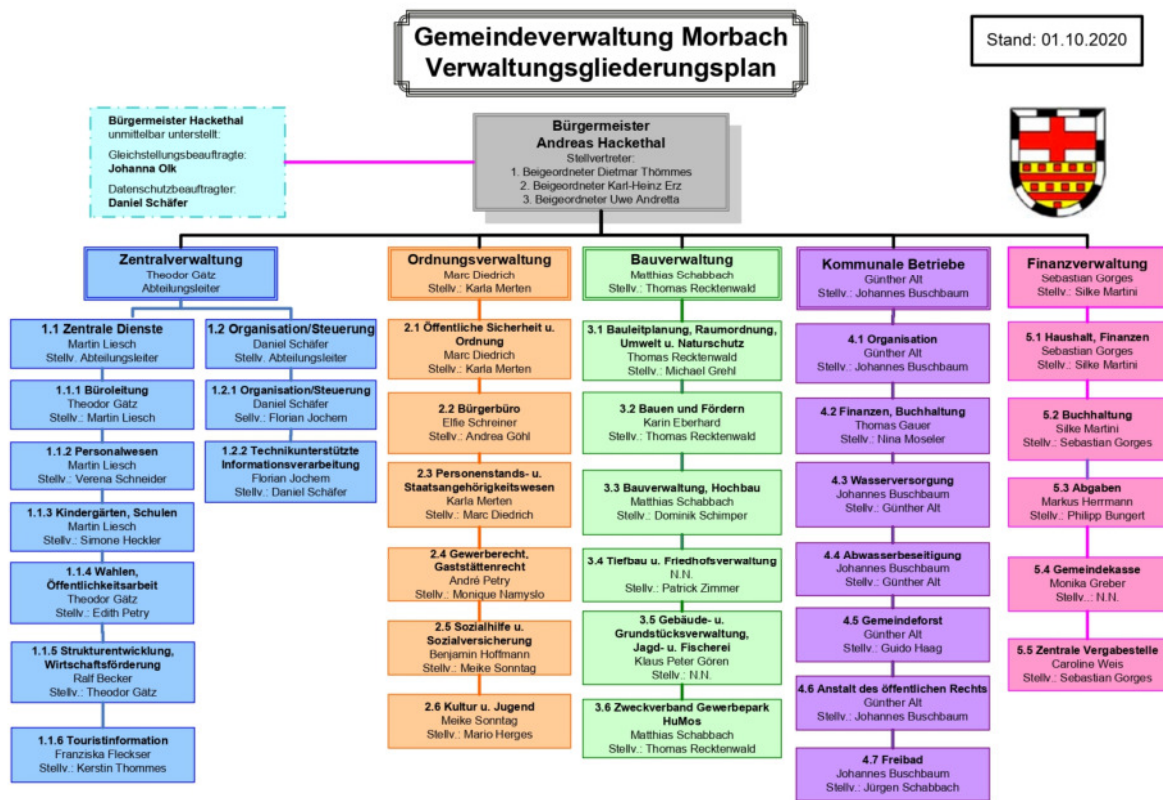 Gemeindeverwaltung Morbach
Verwaltungsgliederungsplan
Stand: 01.10.2020
Bürgermeister Hackethal
unmittelbar unterstellt:
Gleichstellungsbeauftragte:
Johanna Olk
Datenschutzbeauftragter:
Daniel Schäfer
Bürgermeister
Andreas Hackethal
Stellvertreter:
1. Beigeordneter Dietmar Thömmes
2. Beigeordneter Karl-Heinz Erz
3. Beigeordneter Uwe Andretta
Zentralverwaltung
Theodor Gätz
Abteilungsleiter
1.1 Zentrale Dienste
Martin Liesch
Stellv. Abteilungsleiter
1.1.1 Büroleitung
Theodor Gätz
Stellv.: Martin Liesch
1.1.2 Personalwesen
Martin Liesch
Stellv.: Verena Schneider
1.1.3 Kindergärten, Schulen
Martin Liesch
Stellv.: Simone Heckler
1.1.4 Wahlen,
Öffentlichkeitsarbeit
Theodor Gätz
Stellv.: Edith Petry
1.1.5 Strukturentwicklung,
Wirtschaftsförderung
Ralf Becker
Stellv.: Theodor Gätz
1.1.6 Touristinformation
Franziska Fleckser
Stellv.: Kerstin Thommes
1.2 Organisation/Steuerung
Daniel Schäfer
Stellv. Abteilungsleiter
1.2.1 Organisation/Steuerung
Daniel Schäfer
Sellv.: Florian Jochem
1.2.2 Technikunterstützte
Informationsverarbeitung
Florian Jochem
Stellv.: Daniel Schäfer
Ordnungsverwaltung
Marc Diedrich
Stellv.: Karla Merten
2.1 Öffentliche Sicherheit u.
Ordnung
Marc Diedrich
Stellv.: Karla Merten
2.2 Bürgerbüro
Elfie Schreiner
Stellv.: Andrea Göhl
2.3 Personenstands- u.
Staatsangehörigkeitswesen
Karla Merten
Stellv.: Marc Diedrich
2.4 Gewerberecht,
Gaststättenrecht
André Petry
Stellv.: Monique Namyslo
2.5 Sozialhilfe u.
Sozialversicherung
Benjamin Hoffmann
Stellv.: Meike Sonntag
2.6 Kultur u. Jugend
Meike Sonntag
Stellv.: Mario Herges
Bauverwaltung
Matthias Schabbach
Stellv.: Thomas Recktenwald
3.1 Bauleitplanung, Raumordnung,
Umwelt u. Naturschutz
Thomas Recktenwald
Stellv.: Michael Grehl
3.2 Bauen und Fördern
Karin Eberhard
Stellv.: Thomas Recktenwald
3.3 Bauverwaltung, Hochbau
Matthias Schabbach
Stellv.: Dominik Schimper
3.4 Tiefbau u. Friedhofsverwaltung
N.N.
Stellv.: Patrick Zimmer
3.5 Gebäude- u.
Grundstücksverwaltung,
Jagd- u. Fischerei
Klaus Peter Gören
Stellv.: N.N.
3.6 Zweckverband Gewerbepark
HuMos
Matthias Schabbach
Stellv.: Thomas Recktenwald
Kommunale Betriebe
Günther Alt
Stellv.: Johannes Buschbaum
4.1 Organisation
Günther Alt
Stellv.: Johannes Buschbaum
4.2 Finanzen, Buchhaltung
Thomas Gauer
Stellv.: Nina Moseler
4.3 Wasserversorgung
Johannes Buschbaum
Stellv.: Günther Alt
4.4 Abwasserbeseitigung
Johannes Buschbaum
Stellv.: Günther Alt
4.5 Gemeindeforst
Günther Alt
Stellv.: Guido Haag
4.6 Anstalt des öffentlichen Rechts
Günther Alt
Stellv.: Johannes Buschbaum
4.7 Freibad
Johannes Buschbaum
Stellv.: Jürgen Schabbach
Finanzverwaltung
Sebastian Gorges
Stellv.: Silke Martini
5.1 Haushalt, Finanzen
Sebastian Gorges
Stellv.: Silke Martini
5.2 Buchhaltung
Silke Martini
Stellv.: Sebastian Gorges
5.3 Abgaben
Markus Herrmann
Stellv.: Philipp Bungert
5.4 Gemeindekasse
Monika Greber
Stellv..: N.N.
5.5 Zentrale Vergabestelle
Caroline Weis
Stellv.: Sebastian Gorges